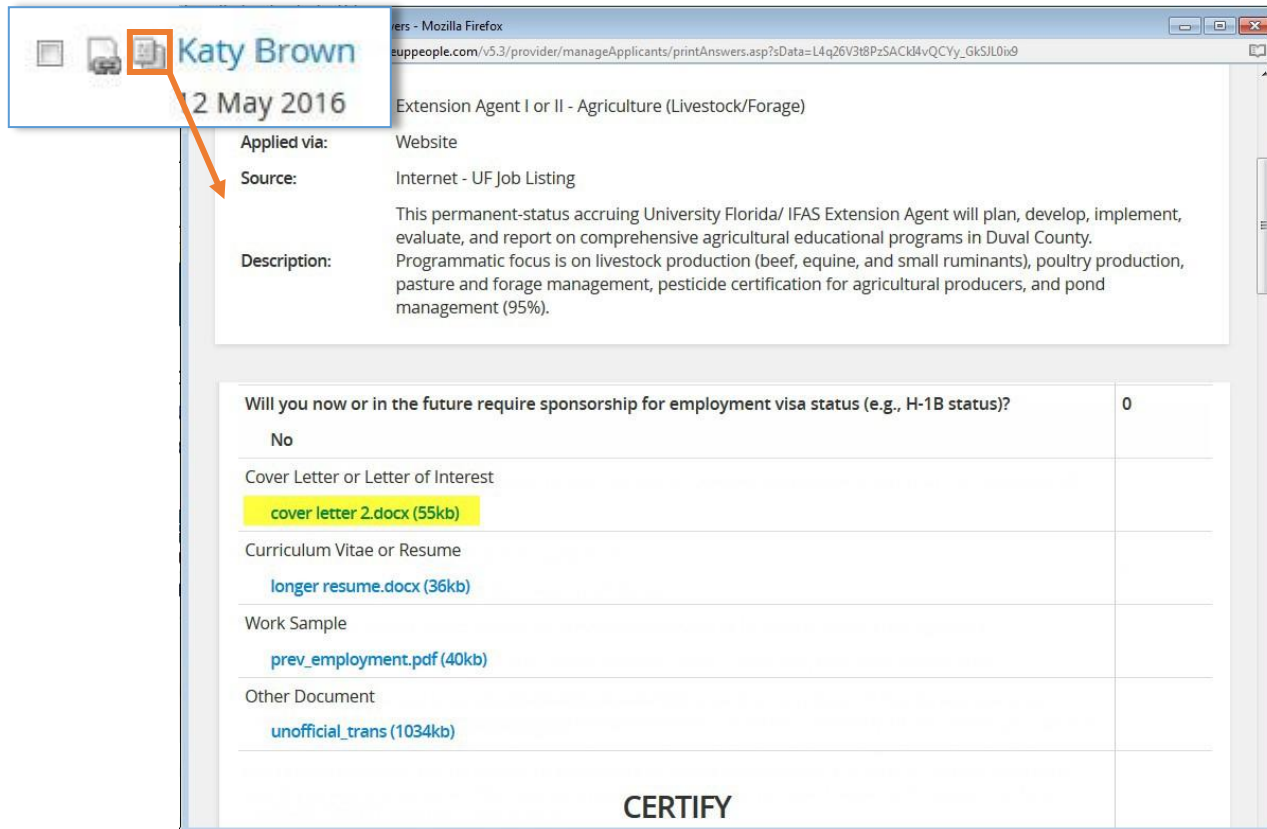 Katy Brown
12 May 2016
ers - Mozilla Firefox
euppeople.com/v5.3/provider/manageApplicants/printAnswers.asp?sData=L4q26V3t8PzSACkI4vQCYy_GkSJL0ix9
Extension Agent I or II - Agriculture (Livestock/Forage)
Applied via: Website
Source: Internet - UF Job Listing
Description: This permanent-status accruing University Florida/ IFAS Extension Agent will plan, develop, implement,
evaluate, and report on comprehensive agricultural educational programs in Duval County.
Programmatic focus is on livestock production (beef, equine, and small ruminants), poultry production,
pasture and forage management, pesticide certification for agricultural producers, and pond
management (95%).
Will you now or in the future require sponsorship for employment visa status (e.g., H-1B status)? 0
No
Cover Letter or Letter of Interest
cover letter 2.docx (55kb)
Curriculum Vitae or Resume
longer resume.docx (36kb)
Work Sample
prev_employment.pdf (40kb)
Other Document
unofficial_trans (1034kb)
CERTIFY